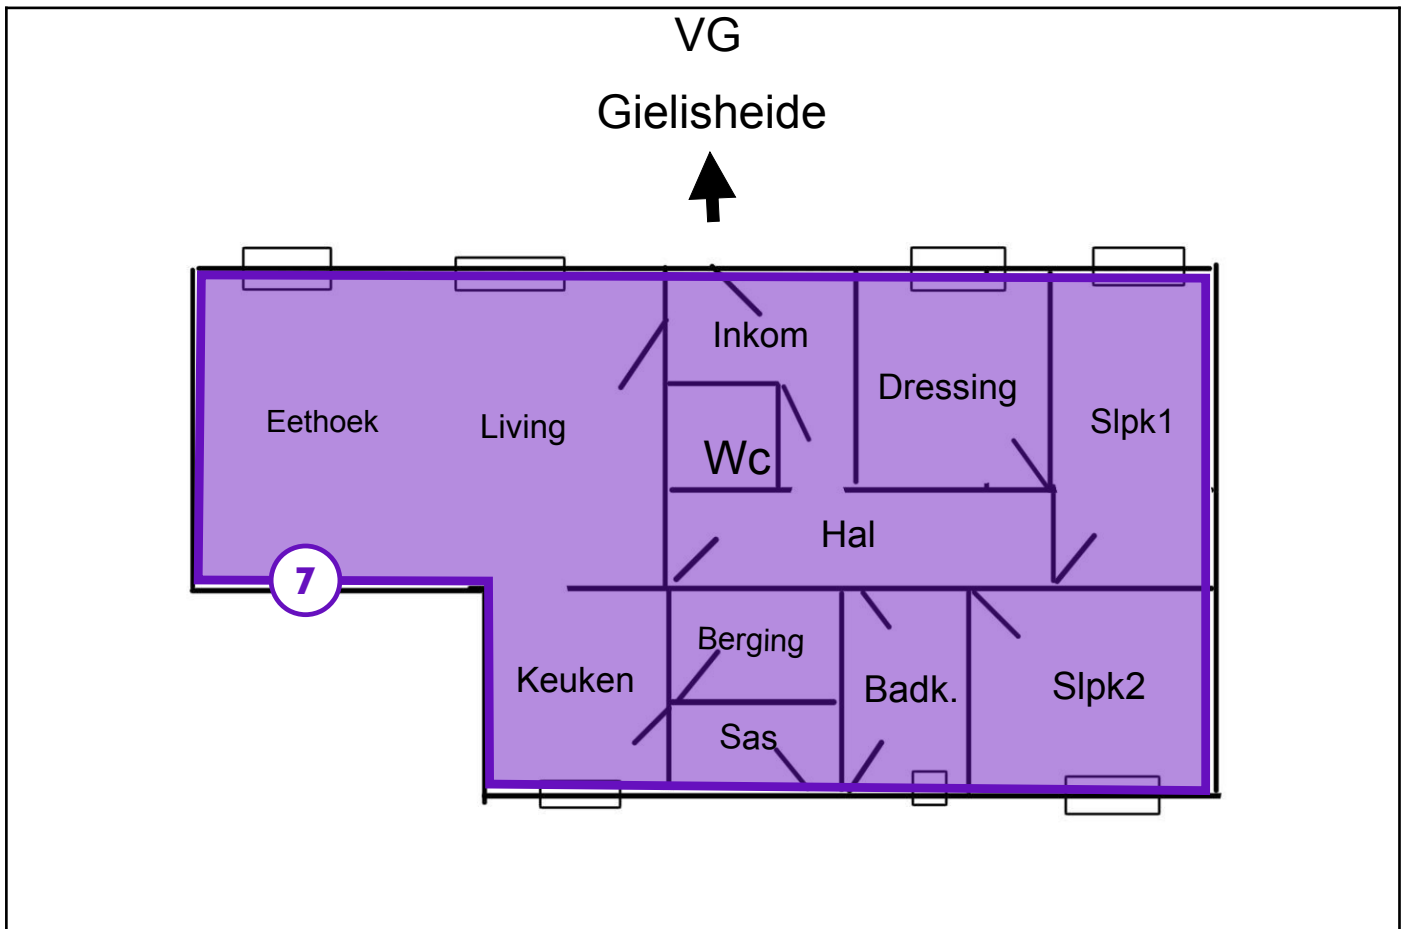 VG
Gielisheide
Inkom
Dressing
Eethoek
Living
Slpk1
Wc
Hal
7
Berging
Keuken
Badk.
Slpk2
Sas